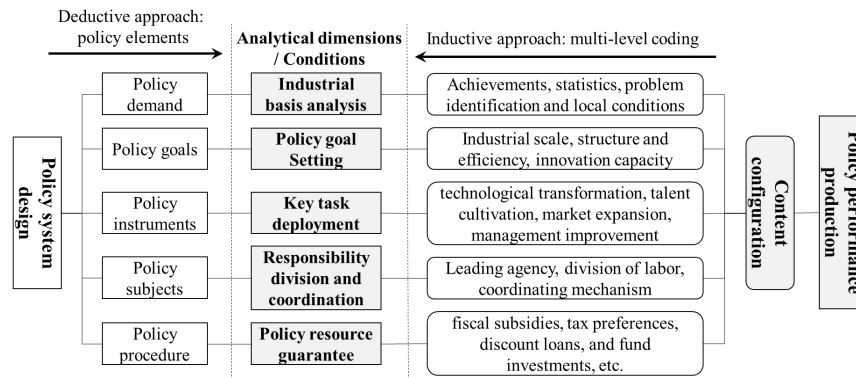 Deductive approach:
policy elements
Analytical dimensions
/ Conditions
Inductive approach: multi-level coding
Policy system
design
Policy
demand
Industrial
basis analysis
Achievements, statistics, problem
identification and local conditions
Policy goals
Policy goal
Setting
Industrial scale, structure and
efficiency, innovation capacity
Policy
instruments
Key task
deployment
technological transformation, talent
cultivation, market expansion,
management improvement
Policy
subjects
Responsibility
division and
coordination
Leading agency, division of labor,
coordinating mechanism
Policy
procedure
Policy resource
guarantee
fiscal subsidies, tax preferences,
discount loans, and fund
investments, etc.
Content
configuration
Policy performance
production